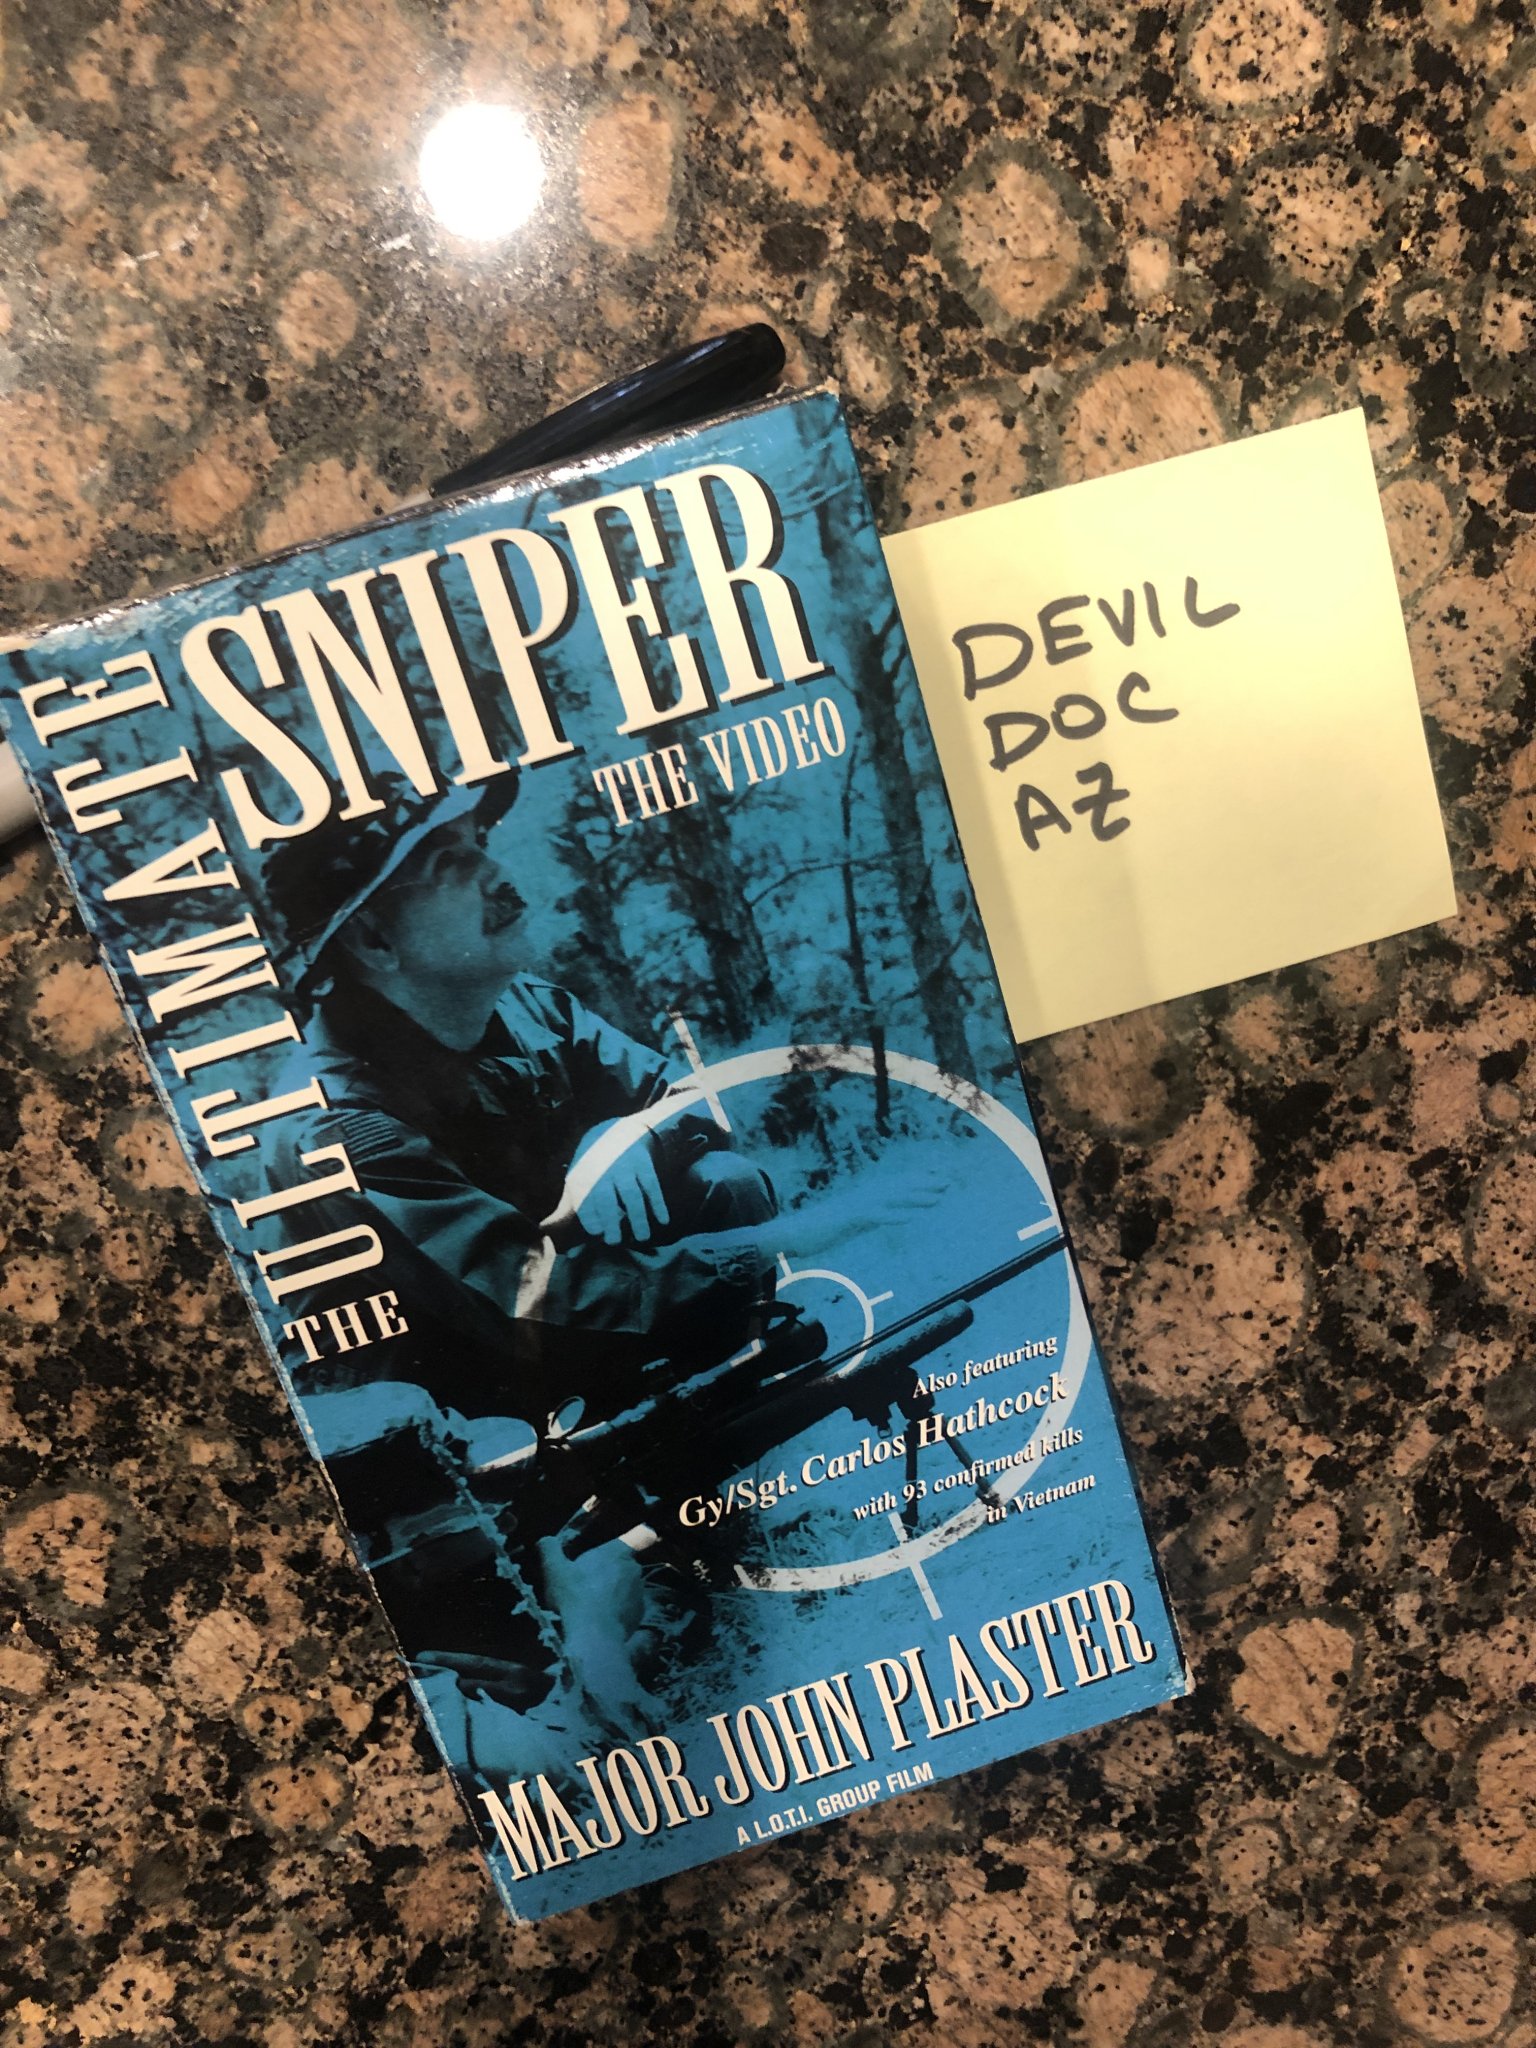 THE ULTIMATE
SNIPER
THE VIDEO
Also featuring
Gy/Sgt. Carlos Hathcock
with 93 confirmed kills
in Vietnam
MAJOR JOHN PLASTER
A L.O.T.I. GROUP FILM
DEVIL
DOC
AZ